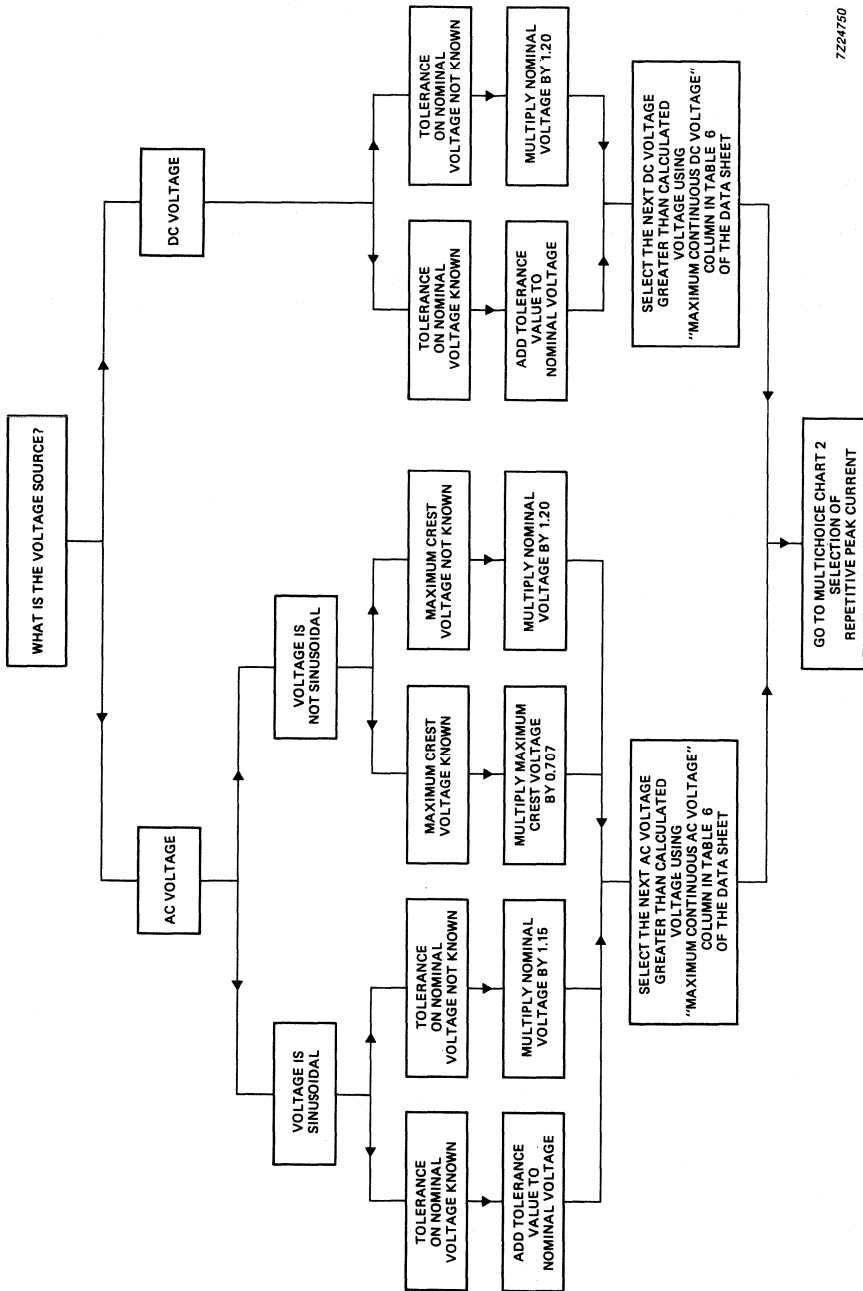 WHAT IS THE VOLTAGE SOURCE?
AC VOLTAGE
DC VOLTAGE
VOLTAGE IS
SINUSOIDAL
VOLTAGE IS
NOT SINUSOIDAL
TOLERANCE
ON NOMINAL
VOLTAGE KNOWN
TOLERANCE
ON NOMINAL
VOLTAGE NOT KNOWN
MAXIMUM CREST
VOLTAGE KNOWN
MAXIMUM CREST
VOLTAGE NOT KNOWN
TOLERANCE
ON NOMINAL
VOLTAGE KNOWN
TOLERANCE
ON NOMINAL
VOLTAGE NOT KNOWN
ADD TOLERANCE
VALUE TO
NOMINAL VOLTAGE
MULTIPLY NOMINAL
VOLTAGE BY 1.15
MULTIPLY MAXIMUM
CREST VOLTAGE
BY 0.707
MULTIPLY NOMINAL
VOLTAGE BY 1.20
ADD TOLERANCE
VALUE TO
NOMINAL VOLTAGE
MULTIPLY NOMINAL
VOLTAGE BY 1.20
SELECT THE NEXT AC VOLTAGE
GREATER THAN CALCULATED
VOLTAGE USING
"MAXIMUM CONTINUOUS AC VOLTAGE"
COLUMN IN TABLE 6
OF THE DATA SHEET
SELECT THE NEXT DC VOLTAGE
GREATER THAN CALCULATED
VOLTAGE USING
"MAXIMUM CONTINUOUS DC VOLTAGE"
COLUMN IN TABLE 6
OF THE DATA SHEET
GO TO MULTICHOICE CHART 2
SELECTION OF
REPETITIVE PEAK CURRENT
7Z24750